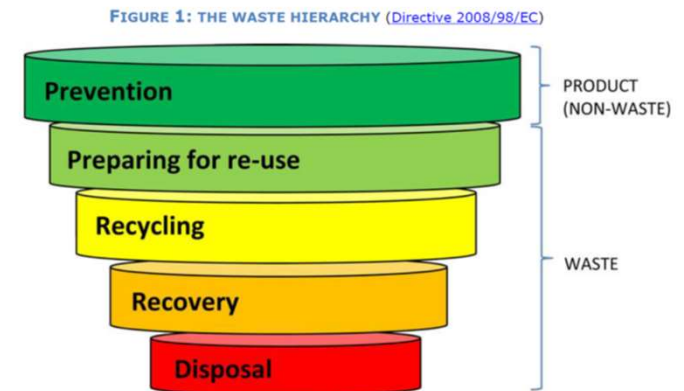 FIGURE 1: THE WASTE HIERARCHY (Directive 2008/98/EC)
Prevention
PRODUCT
(NON-WASTE)
Preparing for re-use
Recycling
WASTE
Recovery
Disposal